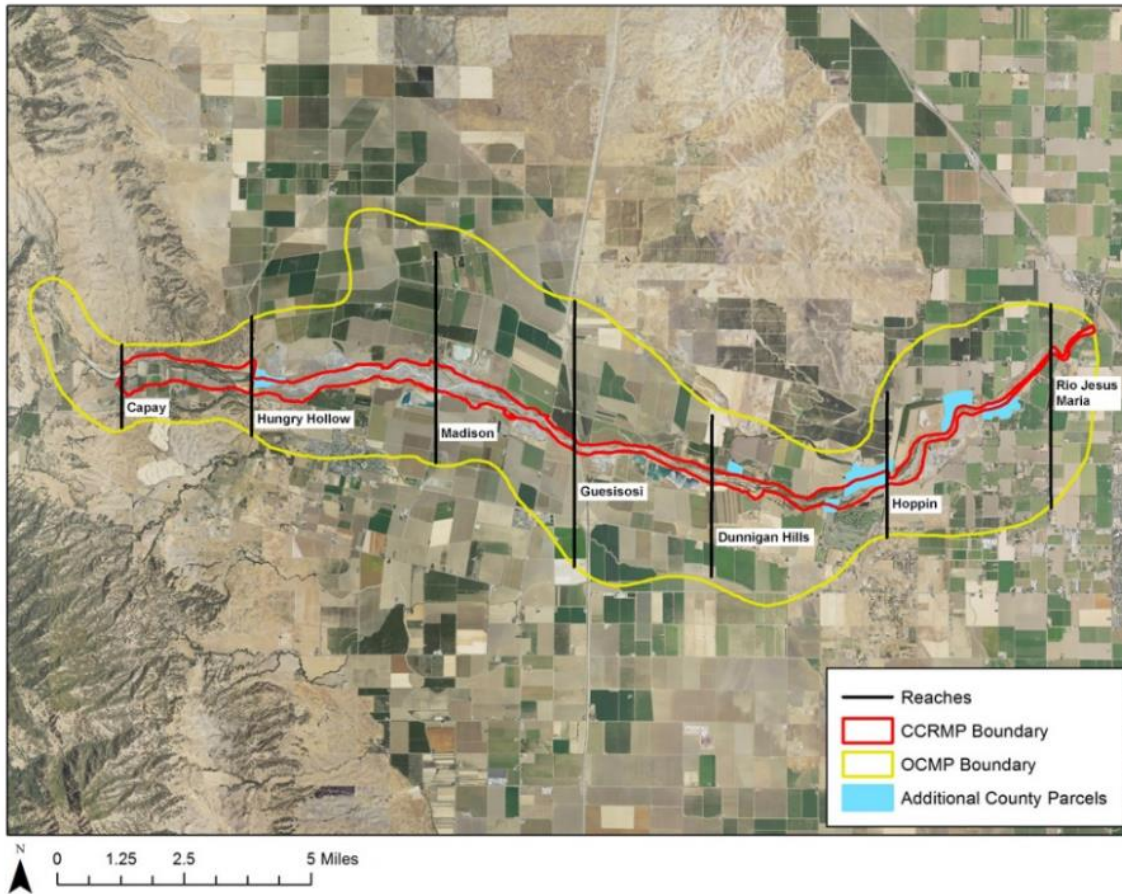 Capay
Hungry Hollow
Madison
Guesisosi
Dunnigan Hills
Hoppin
Rio Jesus
Maria
Reaches
CCRMP Boundary
OCMP Boundary
Additional County Parcels
N
0 1.25 2.5 5 Miles